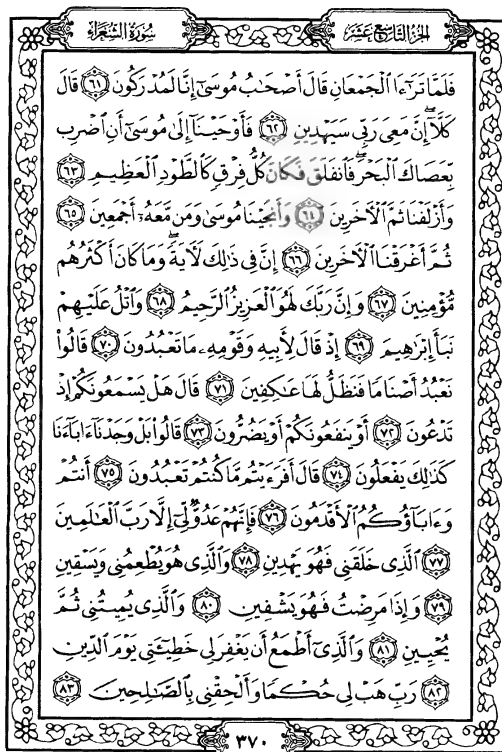 الجزء التاسع عشر
سورة الشعراء
فَلَمَّا تَرَٰٓءَا ٱلْجَمْعَانِ قَالَ أَصْحَٰبُ مُوسَىٰٓ إِنَّا لَمُدْرَكُونَ ٦١ قَالَ
كَلَّآۖ إِنَّ مَعِىَ رَبِّى سَيَهْدِينِ ٦٢ فَأَوْحَيْنَآ إِلَىٰ مُوسَىٰٓ أَنِ ٱضْرِب
بِّعَصَاكَ ٱلْبَحْرَۖ فَٱنفَلَقَ فَكَانَ كُلُّ فِرْقٍ كَٱلطَّوْدِ ٱلْعَظِيمِ ٦٣
وَأَزْلَفْنَا ثَمَّ ٱلْءَاخَرِينَ ٦٤ وَأَنجَيْنَا مُوسَىٰ وَمَن مَّعَهُۥٓ أَجْمَعِينَ ٦٥
ثُمَّ أَغْرَقْنَا ٱلْءَاخَرِينَ ٦٦ إِنَّ فِى ذَٰلِكَ لَءَايَةًۖ وَمَا كَانَ أَكْثَرُهُم
مُّؤْمِنِينَ ٦٧ وَإِنَّ رَبَّكَ لَهُوَ ٱلْعَزِيزُ ٱلرَّحِيمُ ٦٨ وَٱتْلُ عَلَيْهِمْ
نَبَأَ إِبْرَٰهِيمَ ٦٩ إِذْ قَالَ لِأَبِيهِ وَقَوْمِهِۦ مَا تَعْبُدُونَ ٧٠ قَالُوا۟
نَعْبُدُ أَصْنَامًا فَنَظَلُّ لَهَا عَٰكِفِينَ ٧١ قَالَ هَلْ يَسْمَعُونَكُمْ إِذْ
تَدْعُونَ ٧٢ أَوْ يَنفَعُونَكُمْ أَوْ يَضُرُّونَ ٧٣ قَالُوا۟ بَلْ وَجَدْنَآ ءَابَآءَنَا
كَذَٰلِكَ يَفْعَلُونَ ٧٤ قَالَ أَفَرَءَيْتُم مَّا كُنتُمْ تَعْبُدُونَ ٧٥ أَنتُمْ
وَءَابَآؤُكُمُ ٱلْأَقْدَمُونَ ٧٦ فَإِنَّهُمْ عَدُوٌّ لِّىٓ إِلَّا رَبَّ ٱلْعَٰلَمِينَ
٧٧ ٱلَّذِى خَلَقَنِى فَهُوَ يَهْدِينِ ٧٨ وَٱلَّذِى هُوَ يُطْعِمُنِى وَيَسْقِينِ
٧٩ وَإِذَا مَرِضْتُ فَهُوَ يَشْفِينِ ٨٠ وَٱلَّذِى يُمِيتُنِى ثُمَّ
يُحْيِينِ ٨١ وَٱلَّذِىٓ أَطْمَعُ أَن يَغْفِرَ لِى خَطِيٓـَٔتِى يَوْمَ ٱلدِّينِ
٨٢ رَبِّ هَبْ لِى حُكْمًا وَأَلْحِقْنِى بِٱلصَّٰلِحِينَ ٨٣
٣٧٠